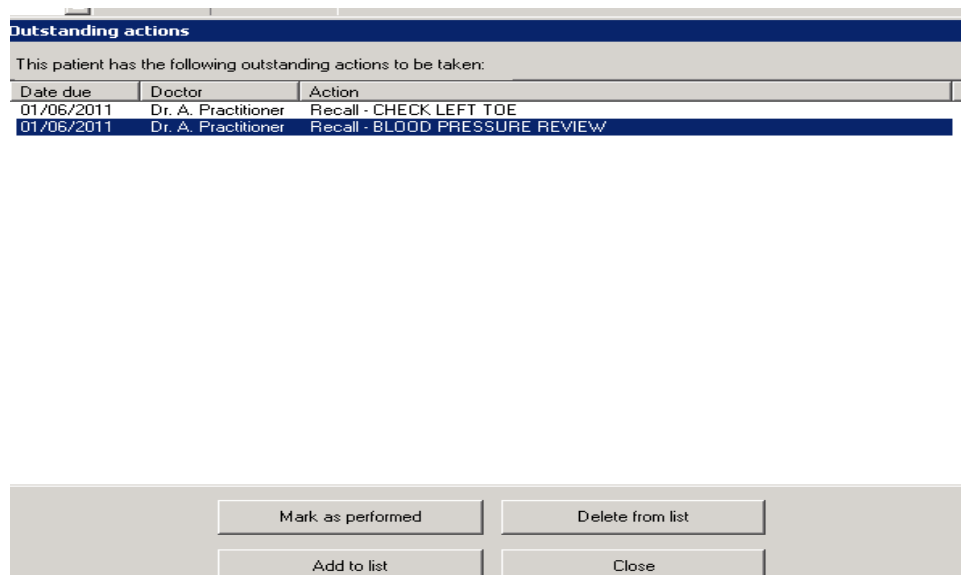 Outstanding actions
This patient has the following outstanding actions to be taken:
Date due Doctor Action
01/06/2011 Dr. A. Practitioner Recall - CHECK LEFT TOE
01/06/2011 Dr. A. Practitioner Recall - BLOOD PRESSURE REVIEW
Mark as performed Delete from list
Add to list Close